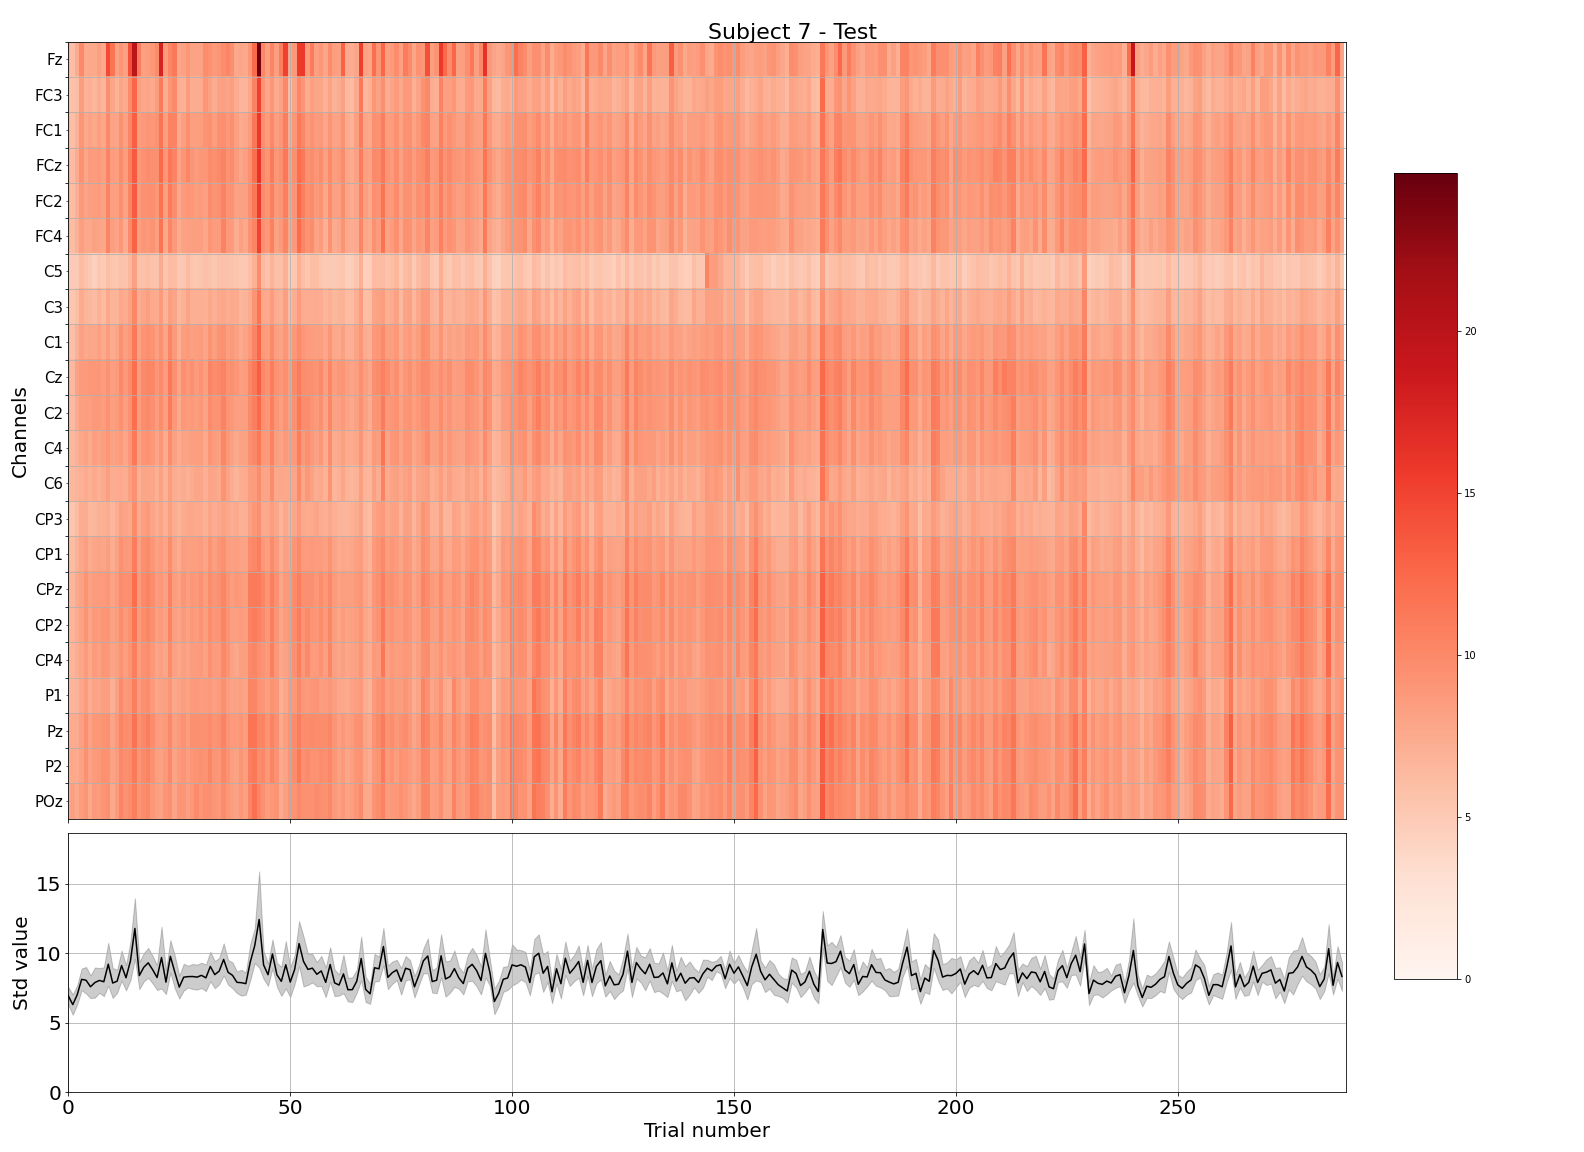 Subject 7 - Test
Fz
FC3
FC1
FCz
FC2
FC4
C5
C3
C1
Cz
C2
C4
C6
CP3
CP1
CPz
CP2
CP4
P1
Pz
P2
POz
Channels
20
15
10
5
0
15
10
5
0
Std value
0 50 100 150 200 250
Trial number